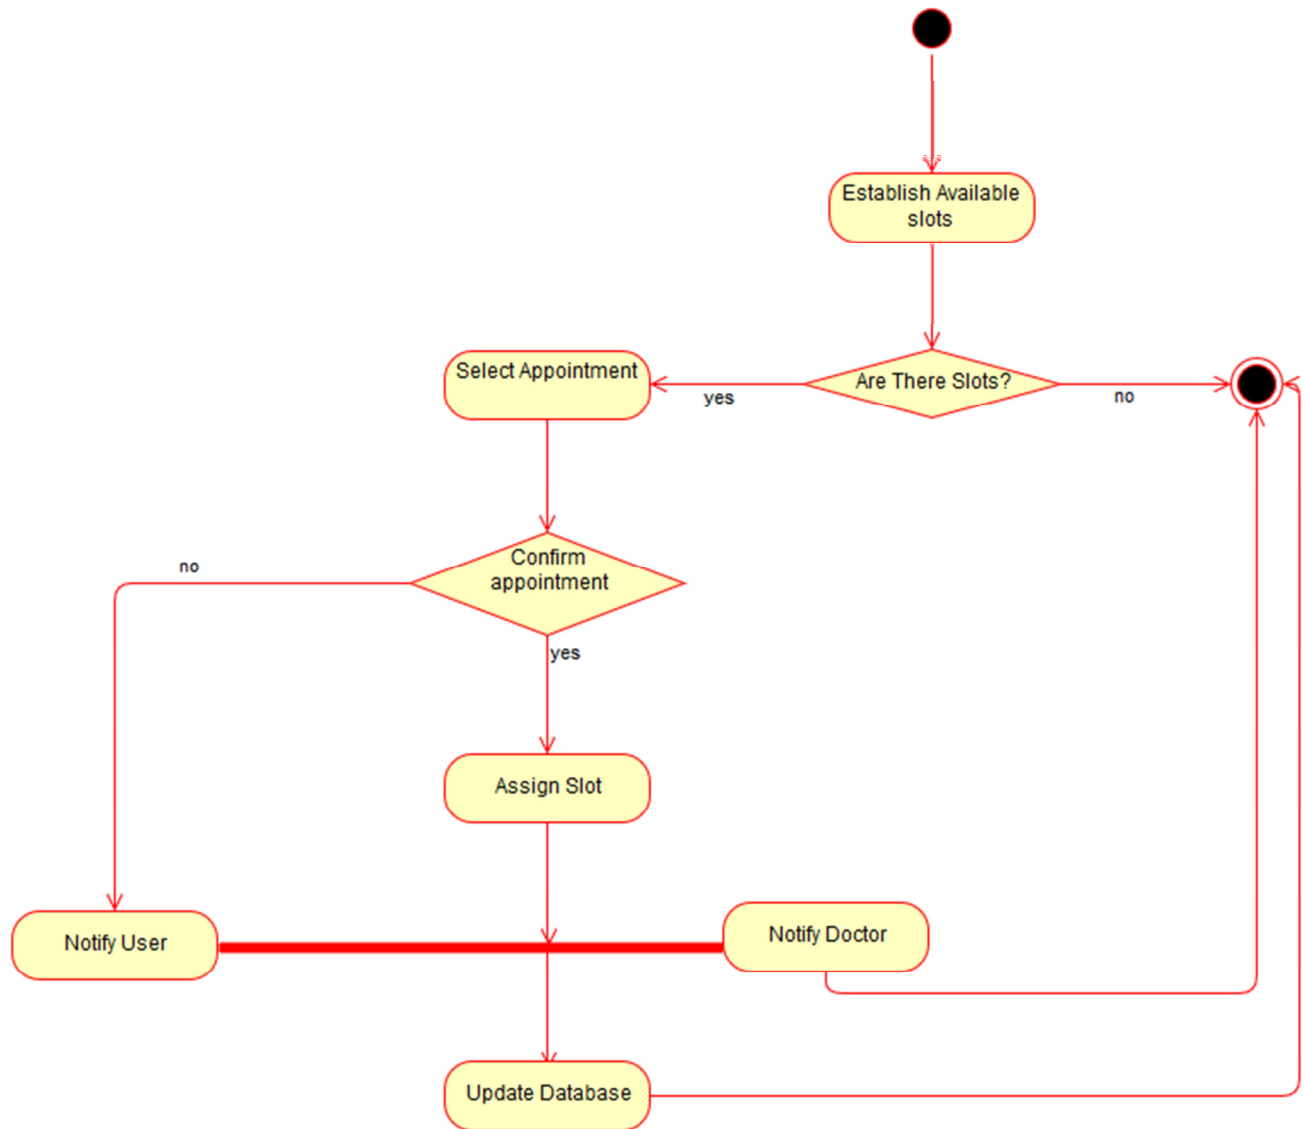 Establish Available
slots
Are There Slots?
yes
no
Select Appointment
Confirm
appointment
no
yes
Assign Slot
Notify User
Notify Doctor
Update Database